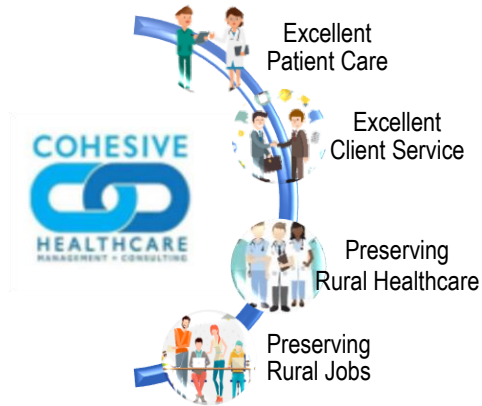 COHESIVE
HEALTHCARE
MANAGEMENT + CONSULTING
Excellent
Patient Care
Excellent
Client Service
Preserving
Rural Healthcare
Preserving
Rural Jobs